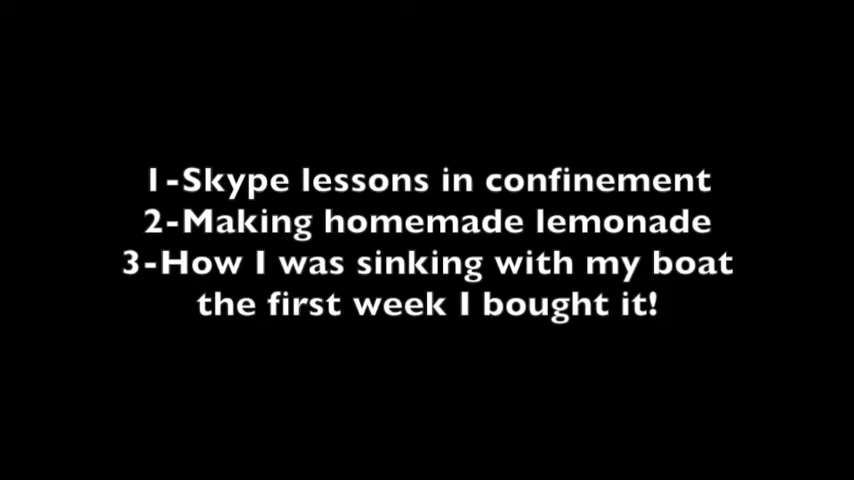 1-Skype lessons in confinement
2-Making homemade lemonade
3-How I was sinking with my boat
the first week I bought it!